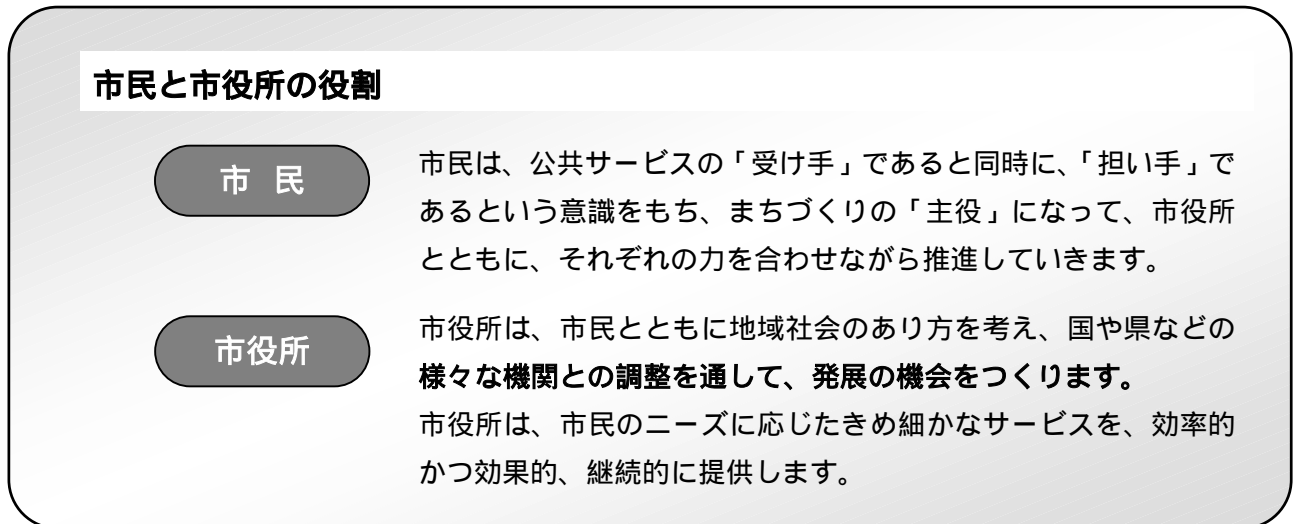 市民と市役所の役割
市 民
市民は、公共サービスの「受け手」であると同時に、「担い手」で
あるという意識をもち、まちづくりの「主役」になって、市役所
とともに、それぞれの力を合わせながら推進していきます。
市役所
市役所は、市民とともに地域社会のあり方を考え、国や県などの
様々な機関との調整を通して、発展の機会をつくります。
市役所は、市民のニーズに応じたきめ細かなサービスを、効率的
かつ効果的、継続的に提供します。